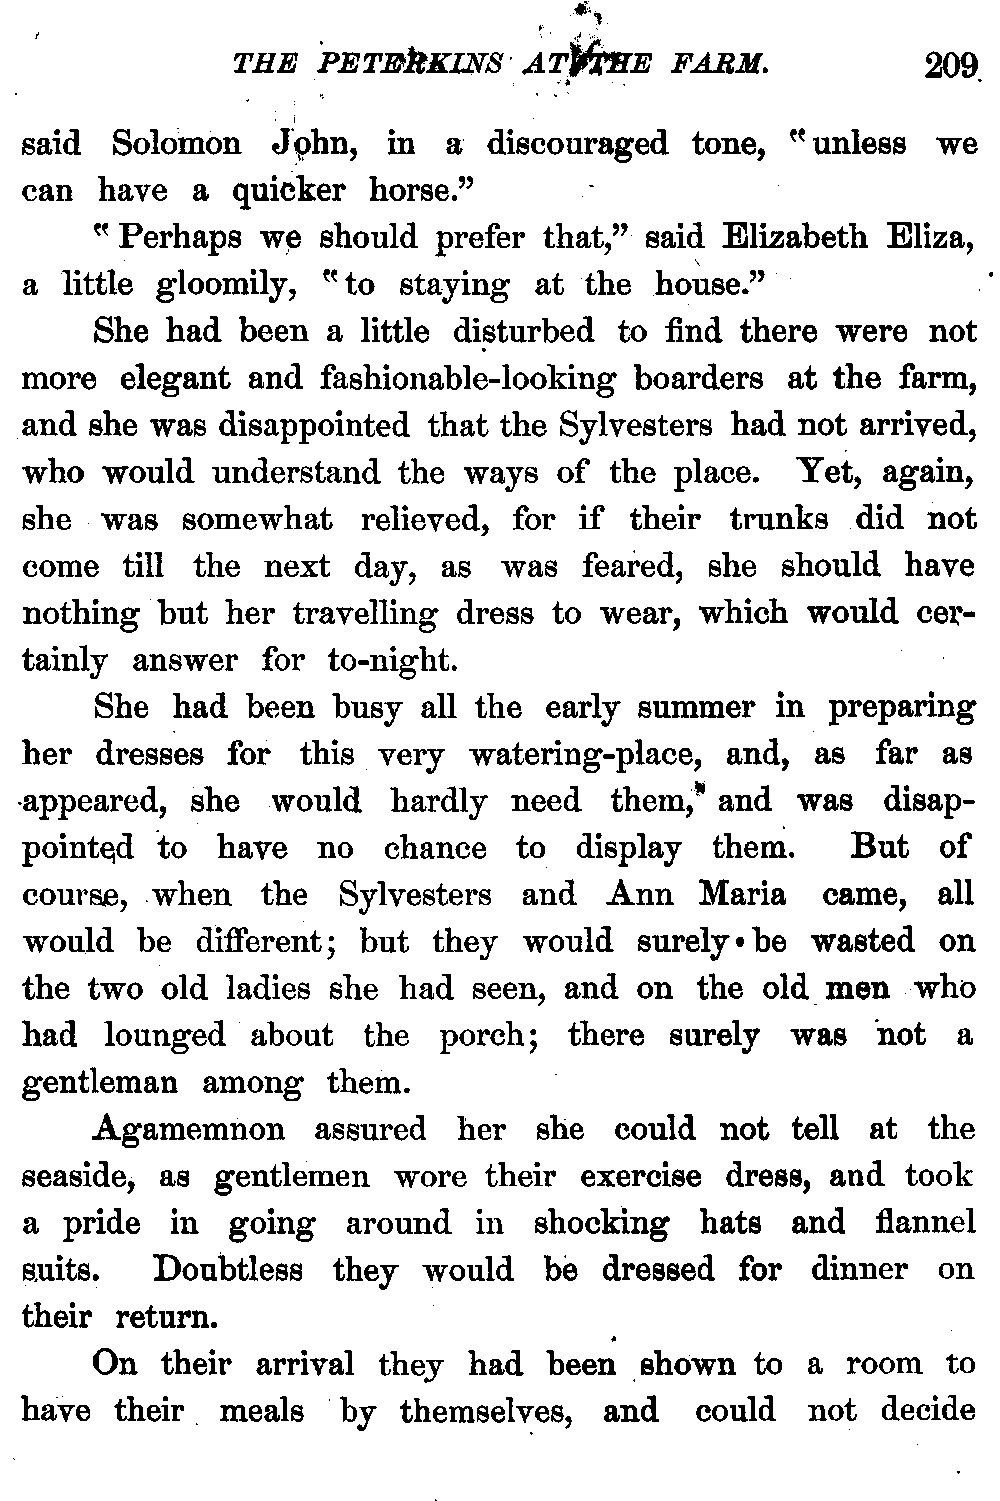 THE PETERKINS AT THE FARM. 209
said Solomon John, in a discouraged tone, "unless we
can have a quicker horse."
"Perhaps we should prefer that," said Elizabeth Eliza,
a little gloomily, "to staying at the house."
She had been a little disturbed to find there were not
more elegant and fashionable-looking boarders at the farm,
and she was disappointed that the Sylvesters had not arrived,
who would understand the ways of the place. Yet, again,
she was somewhat relieved, for if their trunks did not
come till the next day, as was feared, she should have
nothing but her travelling dress to wear, which would cer-
tainly answer for to-night.
She had been busy all the early summer in preparing
her dresses for this very watering-place, and, as far as
appeared, she would hardly need them, and was disap-
pointed to have no chance to display them. But of
course, when the Sylvesters and Ann Maria came, all
would be different; but they would surely be wasted on
the two old ladies she had seen, and on the old men who
had lounged about the porch; there surely was not a
gentleman among them.
Agamemnon assured her she could not tell at the
seaside, as gentlemen wore their exercise dress, and took
a pride in going around in shocking hats and flannel
suits. Doubtless they would be dressed for dinner on
their return.
On their arrival they had been shown to a room to
have their meals by themselves, and could not decide